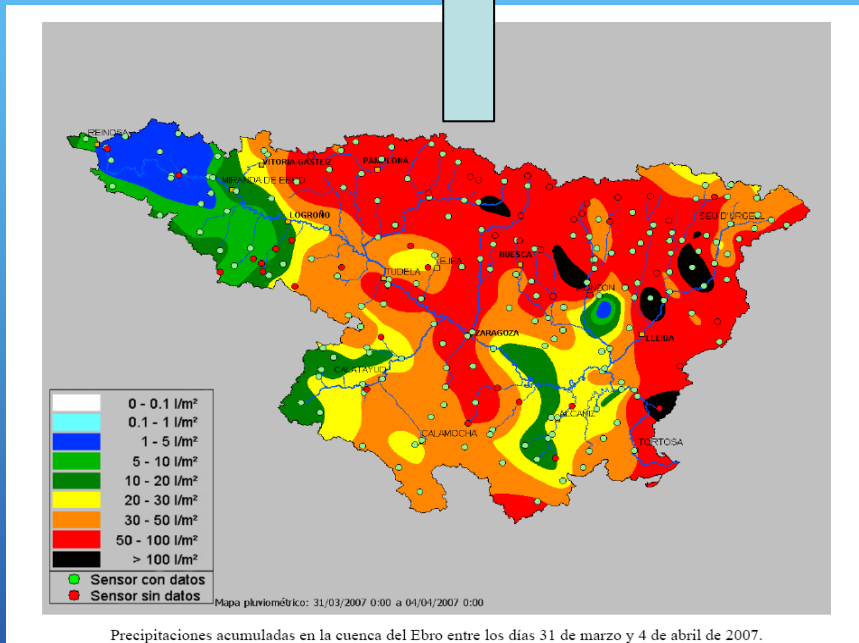 REINOSA
VITORIA-GASTEIZ
PAMPLONA
MIRANDA DE EBRO
LOGROÑO
SEU D'URGEL
HUESCA
EJEA
TUDELA
MONZON
ZARAGOZA
LLEIDA
CALATAYUD
ALCAÑIZ
CALAMOCHA
TORTOSA
0 - 0.1 l/m²
0.1 - 1 l/m²
1 - 5 l/m²
5 - 10 l/m²
10 - 20 l/m²
20 - 30 l/m²
30 - 50 l/m²
50 - 100 l/m²
> 100 l/m²
Sensor con datos
Sensor sin datos
Mapa pluviométrico: 31/03/2007 0:00 a 04/04/2007 0:00
Precipitaciones acumuladas en la cuenca del Ebro entre los días 31 de marzo y 4 de abril de 2007.